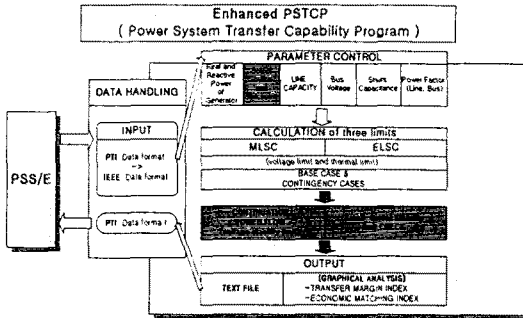 Enhanced PSTCP
( Power System Transfer Capability Program )
PARAMETER CONTROL
Real and Reactive Power of Generator
LINE CAPACITY
Bus Voltage
Shunt Capacitance
Power Factor (Line, Bus)
DATA HANDLING
INPUT
PTI Data format
->
IEEE Data format
PSS/E
PTI Data format
CALCULATION of three limits
MLSC
ELSC
(voltage limit and thermal limit)
BASE CASE &
CONTINGENCY CASES
OUTPUT
TEXT FILE
(GRAPHICAL ANALYSIS)
-TRANSFER MARGIN INDEX
-ECONOMIC MATCHING INDEX